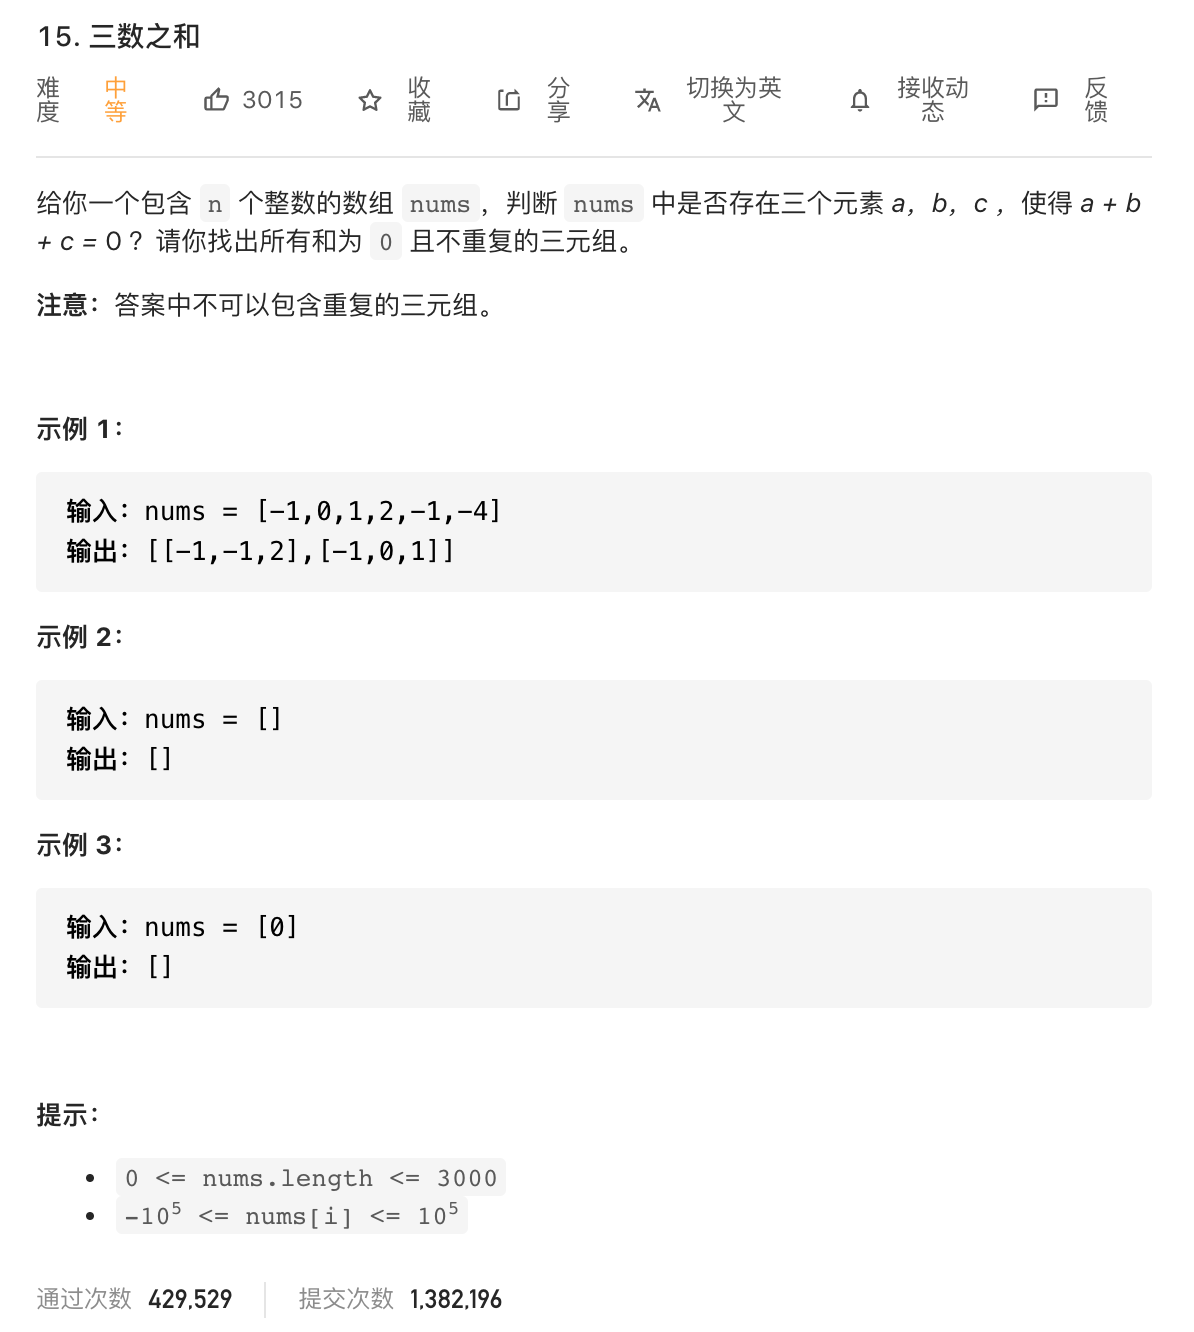 15. 三数之和
难度 中等 3015 收藏 分享 切换为英文 接收动态 反馈
给你一个包含 n 个整数的数组 nums，判断 nums 中是否存在三个元素 a，b，c ，使得 a + b
+ c = 0 ？请你找出所有和为 0 且不重复的三元组。
注意：答案中不可以包含重复的三元组。
示例 1：
输入：nums = [-1,0,1,2,-1,-4]
输出：[[-1,-1,2],[-1,0,1]]
示例 2：
输入：nums = []
输出：[]
示例 3：
输入：nums = [0]
输出：[]
提示：
• 0 <= nums.length <= 3000
• -10⁵ <= nums[i] <= 10⁵
通过次数 429,529 提交次数 1,382,196